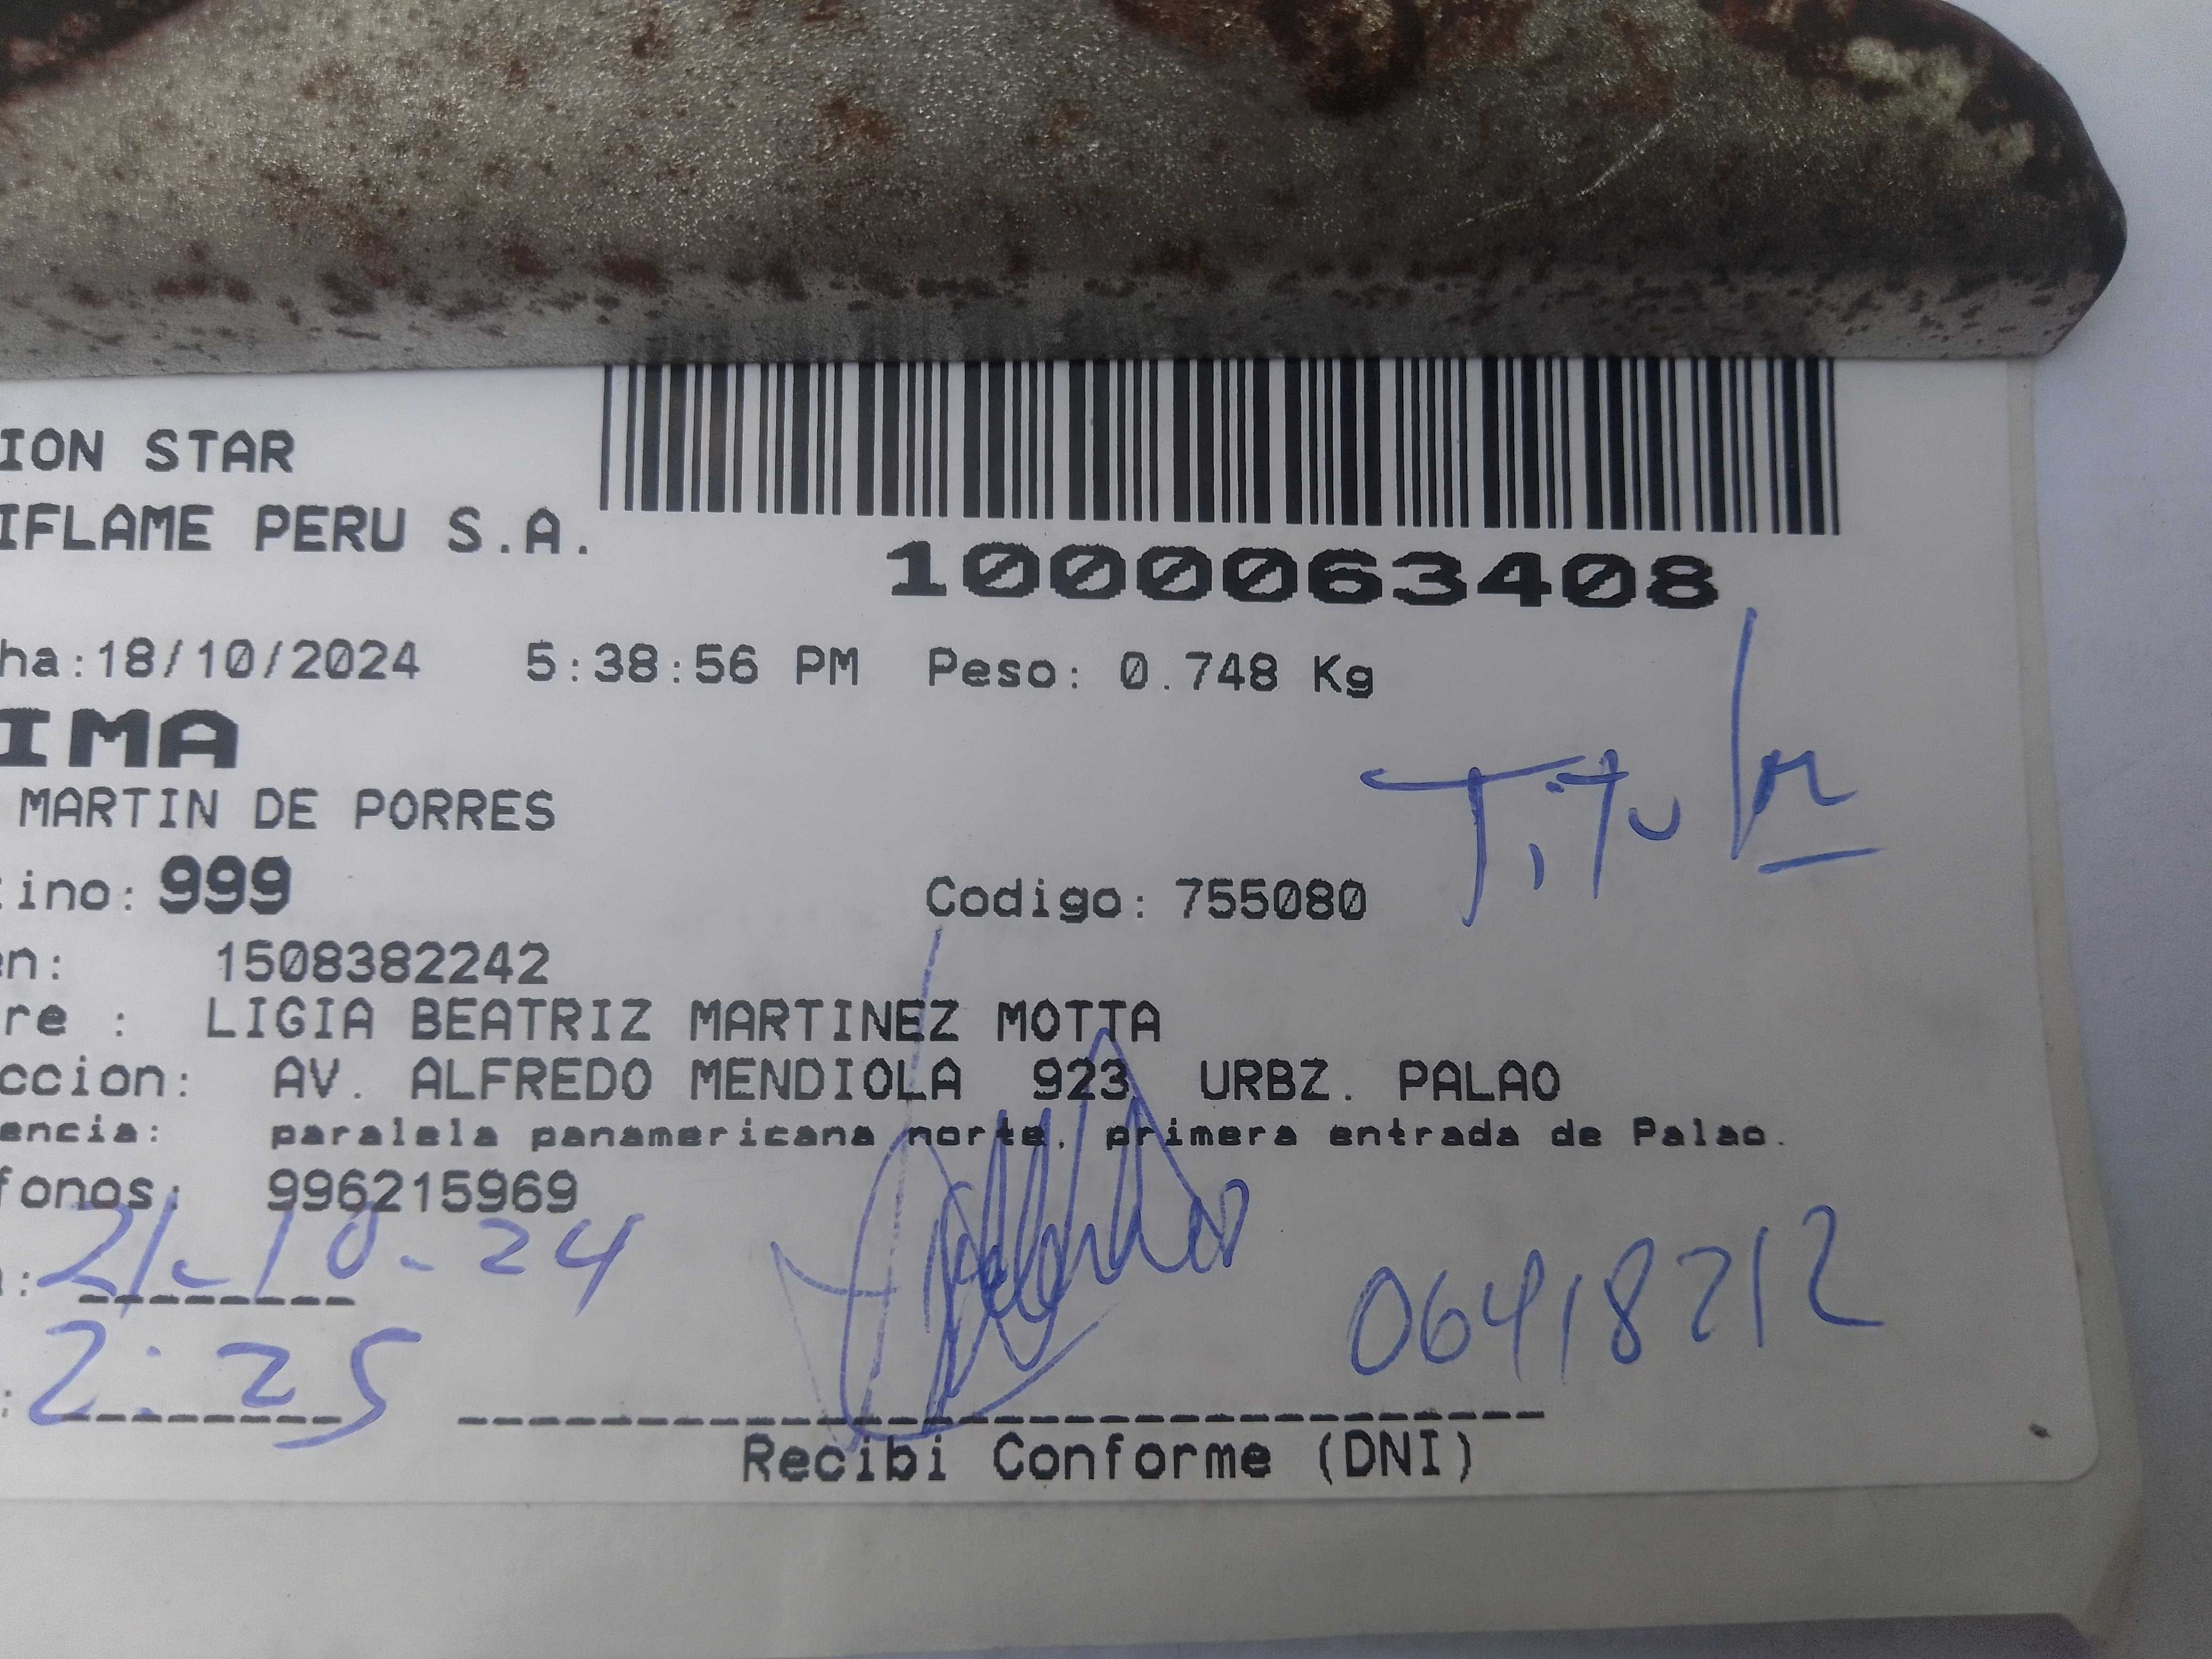 ION STAR
IFLAME PERU S.A.
1000063408
ha:18/10/2024 5:38:56 PM Peso: 0.748 Kg
IMA
Titular
MARTIN DE PORRES
tino: 999 Codigo: 755080
en: 1508382242
re : LIGIA BEATRIZ MARTINEZ MOTTA
ccion: AV. ALFREDO MENDIOLA 923 URBZ. PALAO
encia: paralela panamericana norte, primera entrada de Palao.
fonos: 996215969
21-10-24
06418212
2:25
Recibi Conforme (DNI)